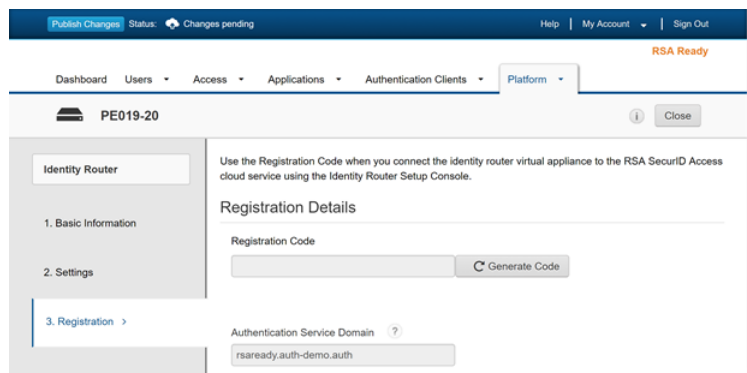 Publish Changes Status: Changes pending Help My Account Sign Out
RSA Ready
Dashboard Users Access Applications Authentication Clients Platform
PE019-20 i Close
Identity Router
Use the Registration Code when you connect the identity router virtual appliance to the RSA SecurID Access
cloud service using the Identity Router Setup Console.
Registration Details
1. Basic Information
Registration Code
Generate Code
2. Settings
3. Registration >
Authentication Service Domain ?
rsaready.auth-demo.auth